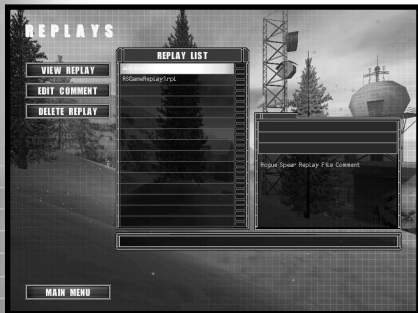 REPLAYS
REPLAY LIST
VIEW REPLAY
RSGameReplay1.rpl
EDIT COMMENT
DELETE REPLAY
Rogue Spear Replay File Comment
MAIN MENU